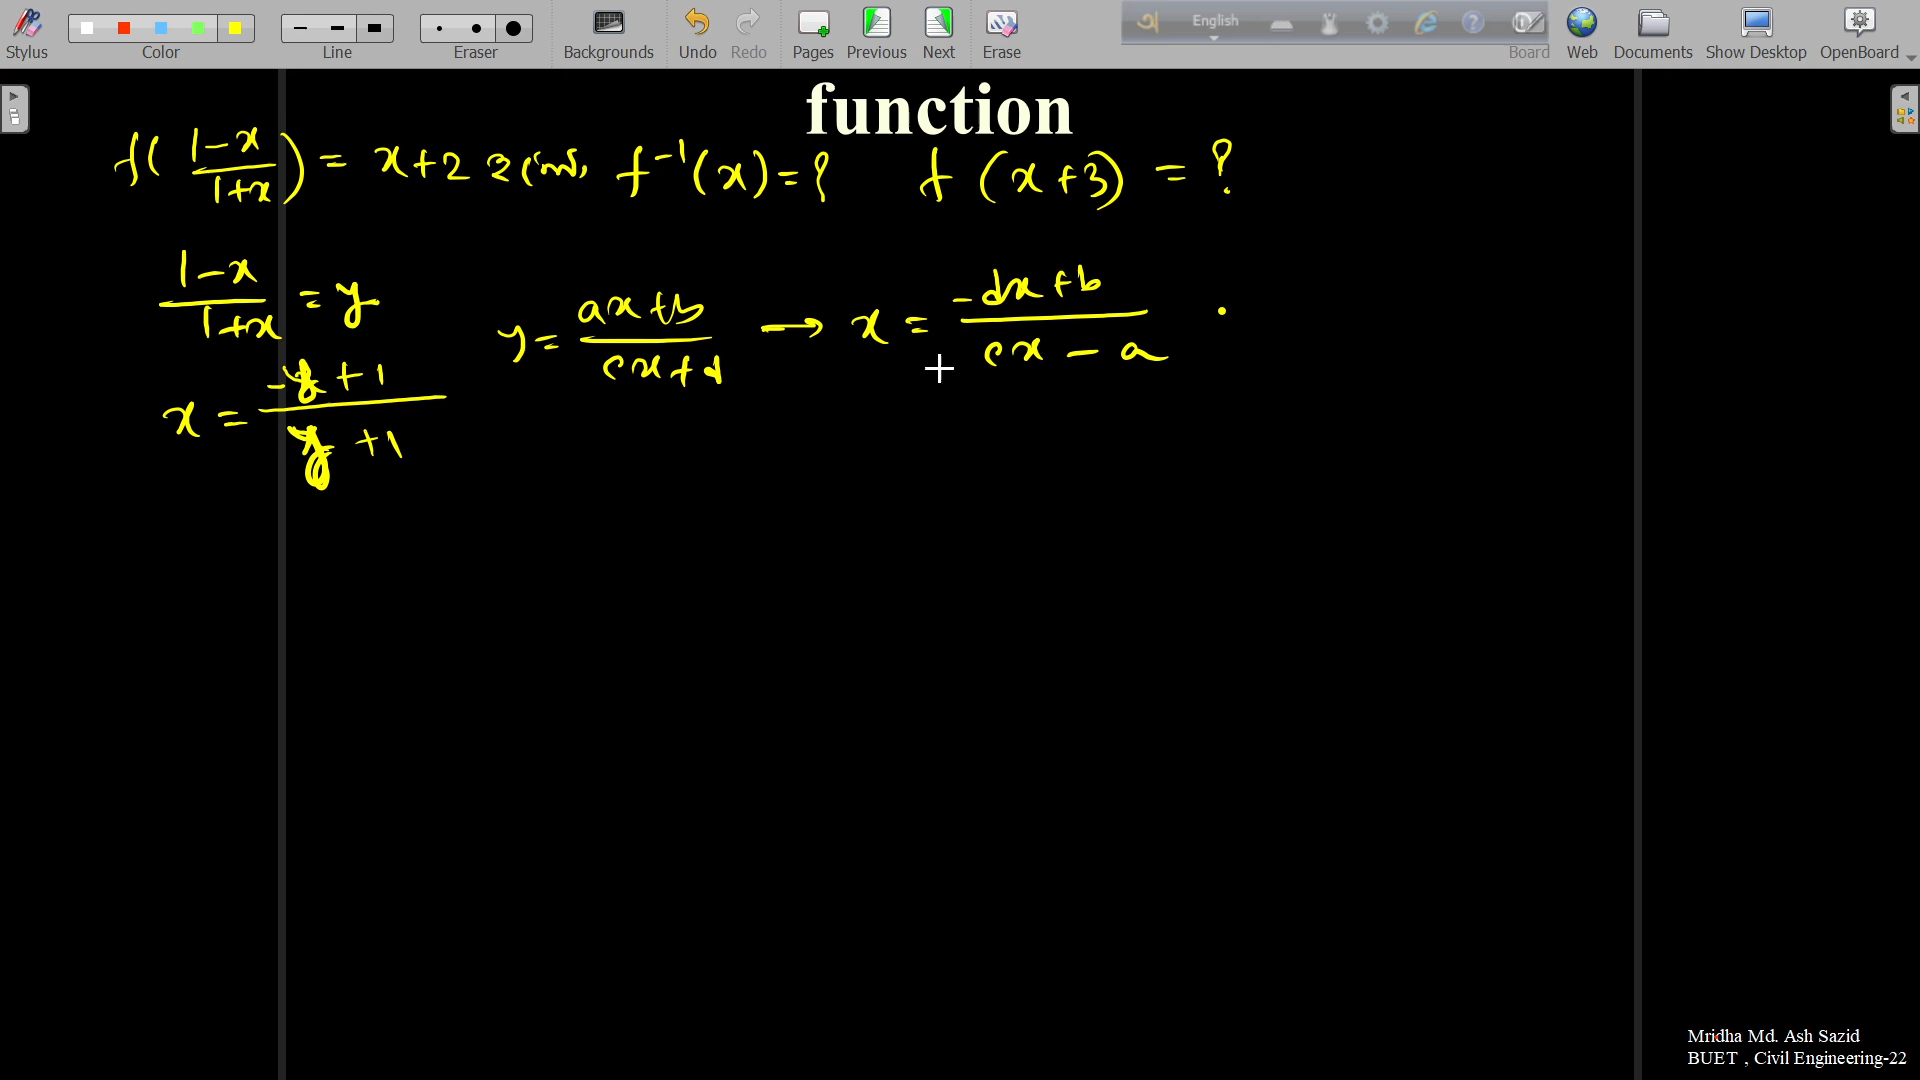 Stylus Color Line Eraser Backgrounds Undo Redo Pages Previous Next Erase অ English Board Web Documents Show Desktop OpenBoard
function
f((1-x)/(1+x)) = x+2 হলে, f⁻¹(x)=? f (x+3) = ?
(1-x)/(1+x) = y
y = (ax+b)/(cx+d) → x = (-dx+b)/(cx-a) .
x = (-y+1)/(y+1)
Mridha Md. Ash Sazid
BUET , Civil Engineering-22